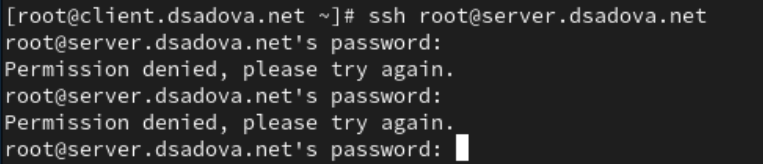 [root@client.dsadova.net ~]# ssh root@server.dsadova.net
root@server.dsadova.net's password:
Permission denied, please try again.
root@server.dsadova.net's password:
Permission denied, please try again.
root@server.dsadova.net's password: